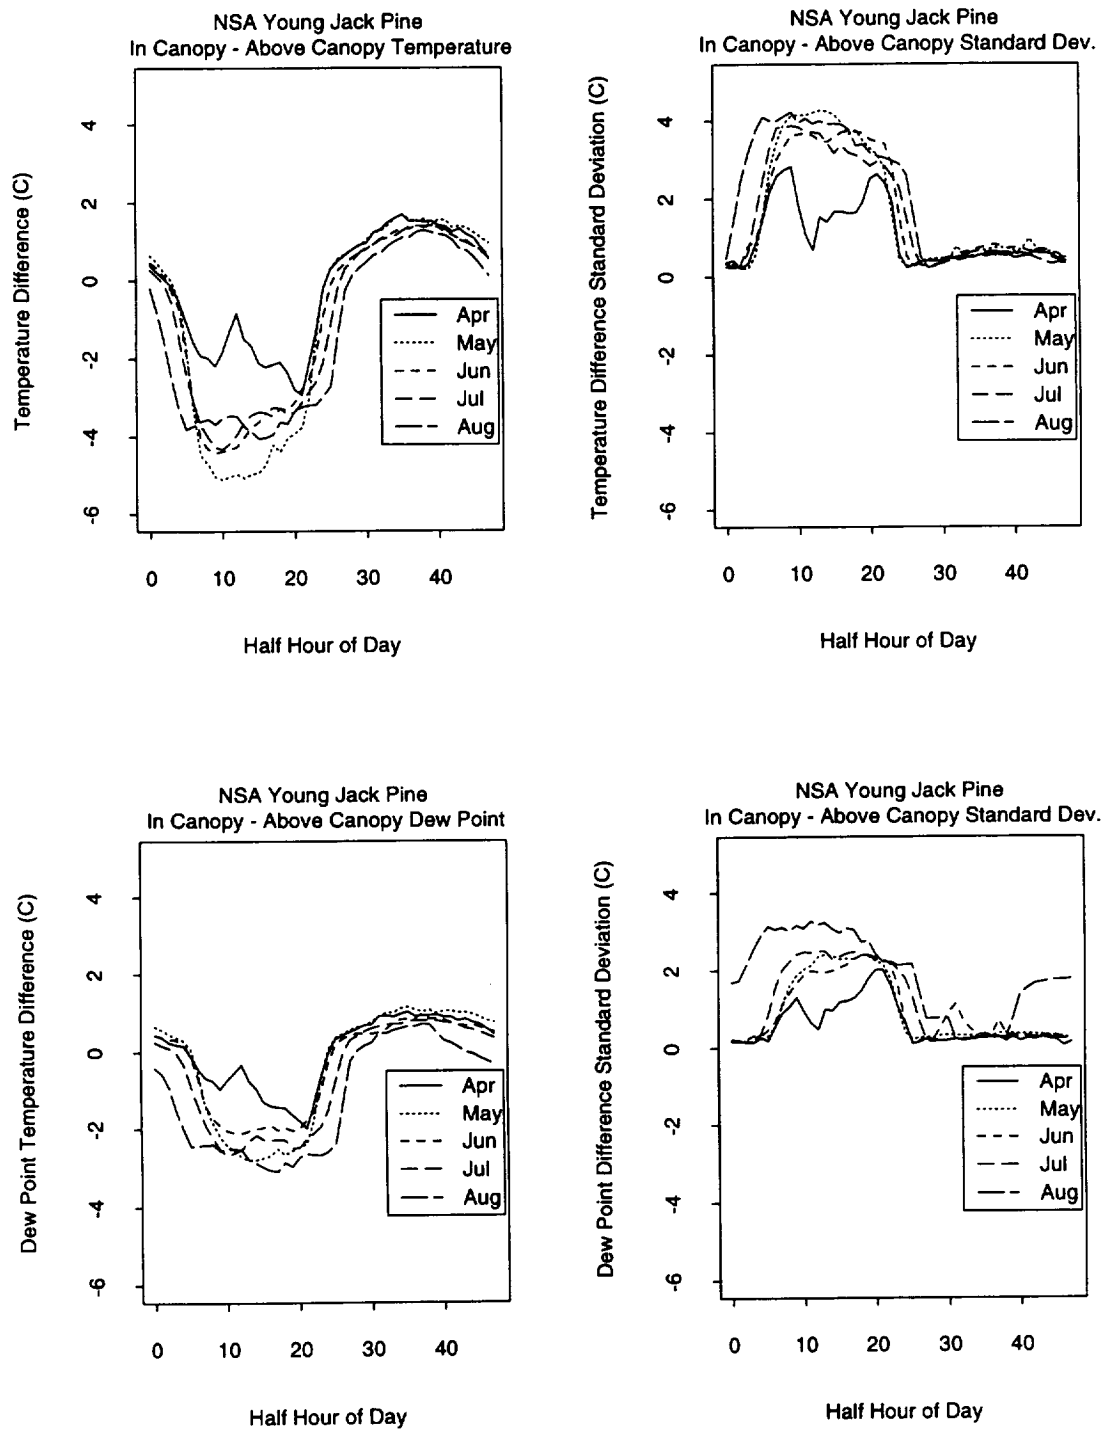 NSA Young Jack Pine
In Canopy - Above Canopy Temperature
Temperature Difference (C)
4
2
0
-2
-4
-6
Apr
May
Jun
Jul
Aug
0 10 20 30 40
Half Hour of Day
NSA Young Jack Pine
In Canopy - Above Canopy Standard Dev.
Temperature Difference Standard Deviation (C)
4
2
0
-2
-4
-6
Apr
May
Jun
Jul
Aug
0 10 20 30 40
Half Hour of Day
NSA Young Jack Pine
In Canopy - Above Canopy Dew Point
Dew Point Temperature Difference (C)
4
2
0
-2
-4
-6
Apr
May
Jun
Jul
Aug
0 10 20 30 40
Half Hour of Day
NSA Young Jack Pine
In Canopy - Above Canopy Standard Dev.
Dew Point Difference Standard Deviation (C)
4
2
0
-2
-4
-6
Apr
May
Jun
Jul
Aug
0 10 20 30 40
Half Hour of Day